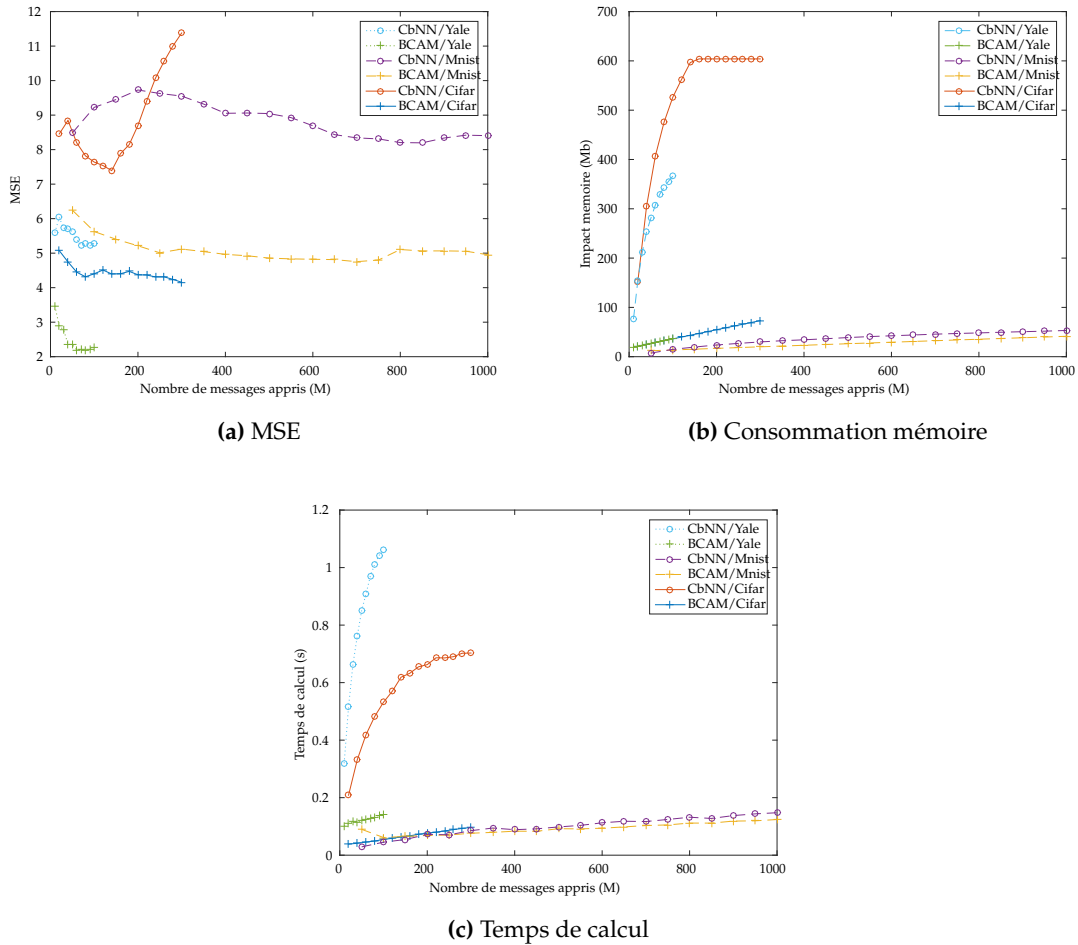 12
11
10
9
8
7
6
5
4
3
2
MSE
0 200 400 600 800 1000
Nombre de messages appris (M)
CbNN/Yale
BCAM/Yale
CbNN/Mnist
BCAM/Mnist
CbNN/Cifar
BCAM/Cifar
(a) MSE
700
600
500
400
300
200
100
0
Impact memoire (Mb)
0 200 400 600 800 1000
Nombre de messages appris (M)
CbNN/Yale
BCAM/Yale
CbNN/Mnist
BCAM/Mnist
CbNN/Cifar
BCAM/Cifar
(b) Consommation mémoire
1.2
1
0.8
0.6
0.4
0.2
0
Temps de calcul (s)
0 200 400 600 800 1000
Nombre de messages appris (M)
CbNN/Yale
BCAM/Yale
CbNN/Mnist
BCAM/Mnist
CbNN/Cifar
BCAM/Cifar
(c) Temps de calcul